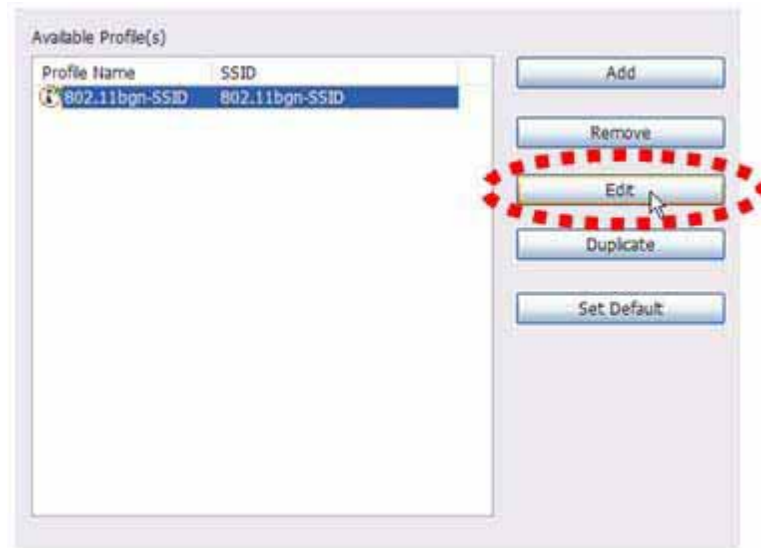 Available Profile(s)
Profile Name SSID
802.11bgn-SSID 802.11bgn-SSID
Add
Remove
Edit
Duplicate
Set Default